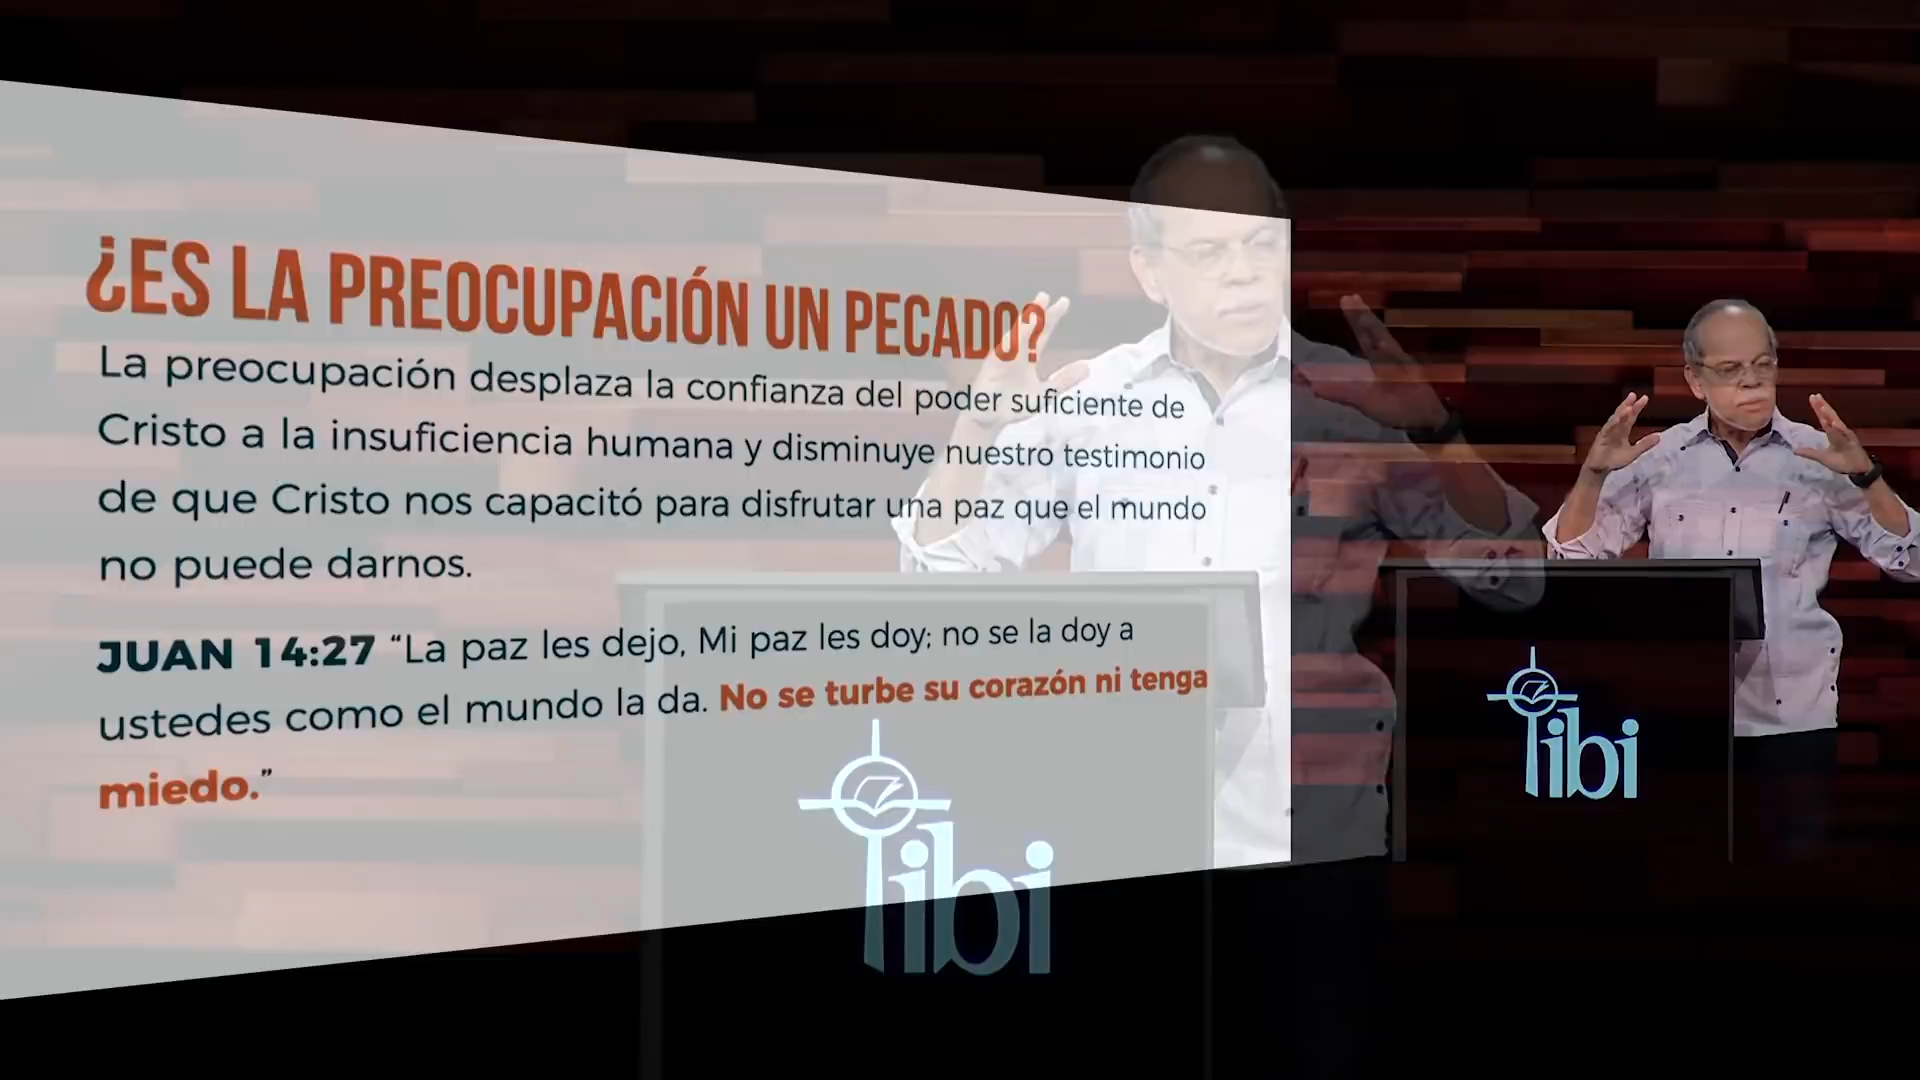 ¿ES LA PREOCUPACIÓN UN PECADO?
La preocupación desplaza la confianza del poder suficiente de
Cristo a la insuficiencia humana y disminuye nuestro testimonio
de que Cristo nos capacitó para disfrutar una paz que el mundo
no puede darnos.
JUAN 14:27 “La paz les dejo, Mi paz les doy; no se la doy a
ustedes como el mundo la da. No se turbe su corazón ni tenga
miedo.”
ibi
ibi